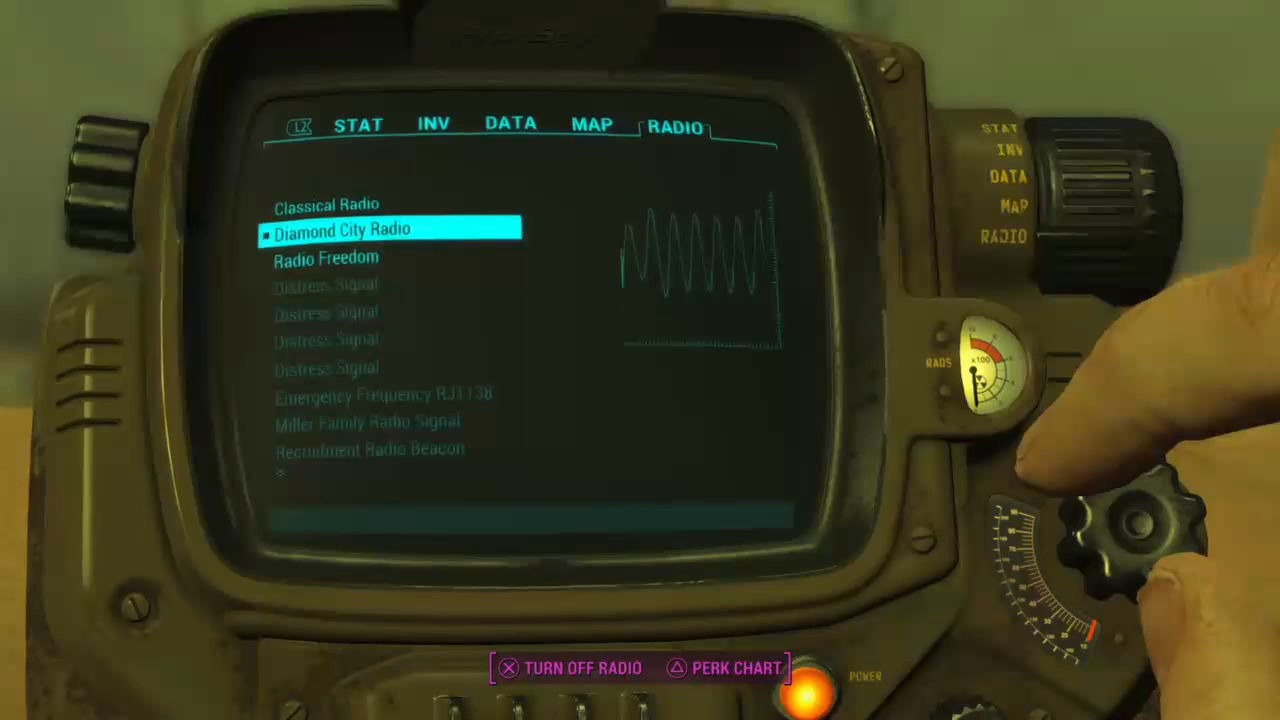 L2 STAT INV DATA MAP RADIO
Classical Radio
Diamond City Radio
Radio Freedom
Distress Signal
Distress Signal
Distress Signal
Distress Signal
Emergency Frequency RJ1138
Miller Family Radio Signal
Recruitment Radio Beacon
STAT
INV
DATA
MAP
RADIO
RADS
x100
TURN OFF RADIO PERK CHART
POWER